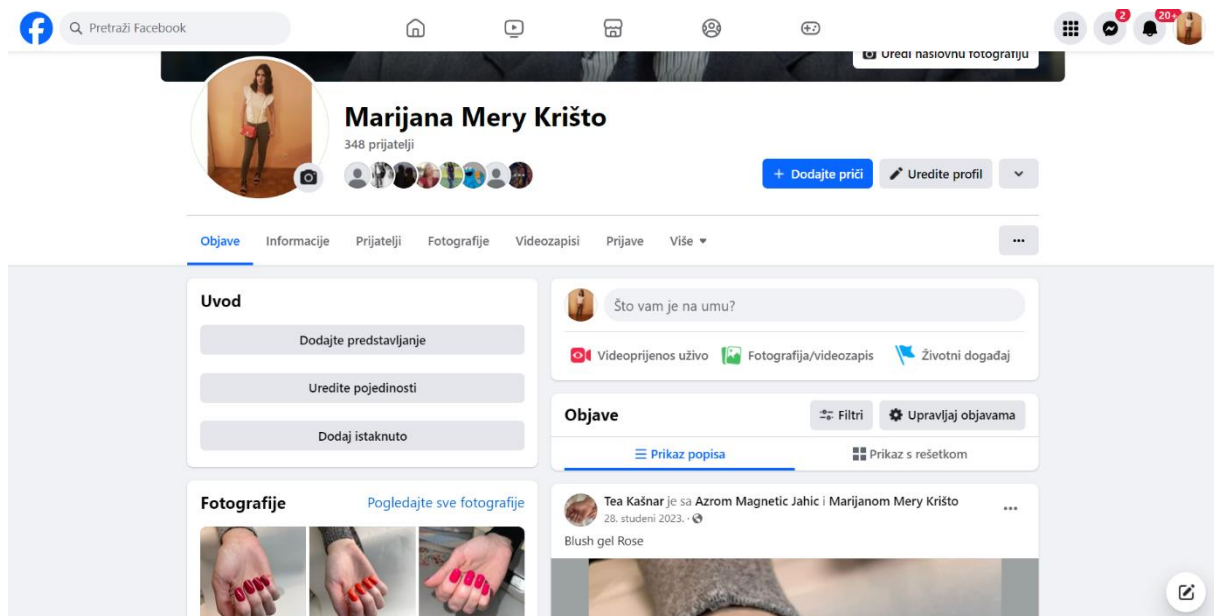 Pretraži Facebook
2
20+
Uredi naslovnu fotografiju
Marijana Mery Krišto
348 prijatelji
+ Dodajte priči
Uredite profil
Objave
Informacije
Prijatelji
Fotografije
Videozapisi
Prijave
Više
Uvod
Dodajte predstavljanje
Uredite pojedinosti
Dodaj istaknuto
Fotografije
Pogledajte sve fotografije
Što vam je na umu?
Videoprijenos uživo
Fotografija/videozapis
Životni događaj
Objave
Filtri
Upravljaj objavama
Prikaz popisa
Prikaz s rešetkom
Tea Kašnar je sa Azrom Magnetic Jahic i Marijanom Mery Krišto
28. studeni 2023. ·
Blush gel Rose